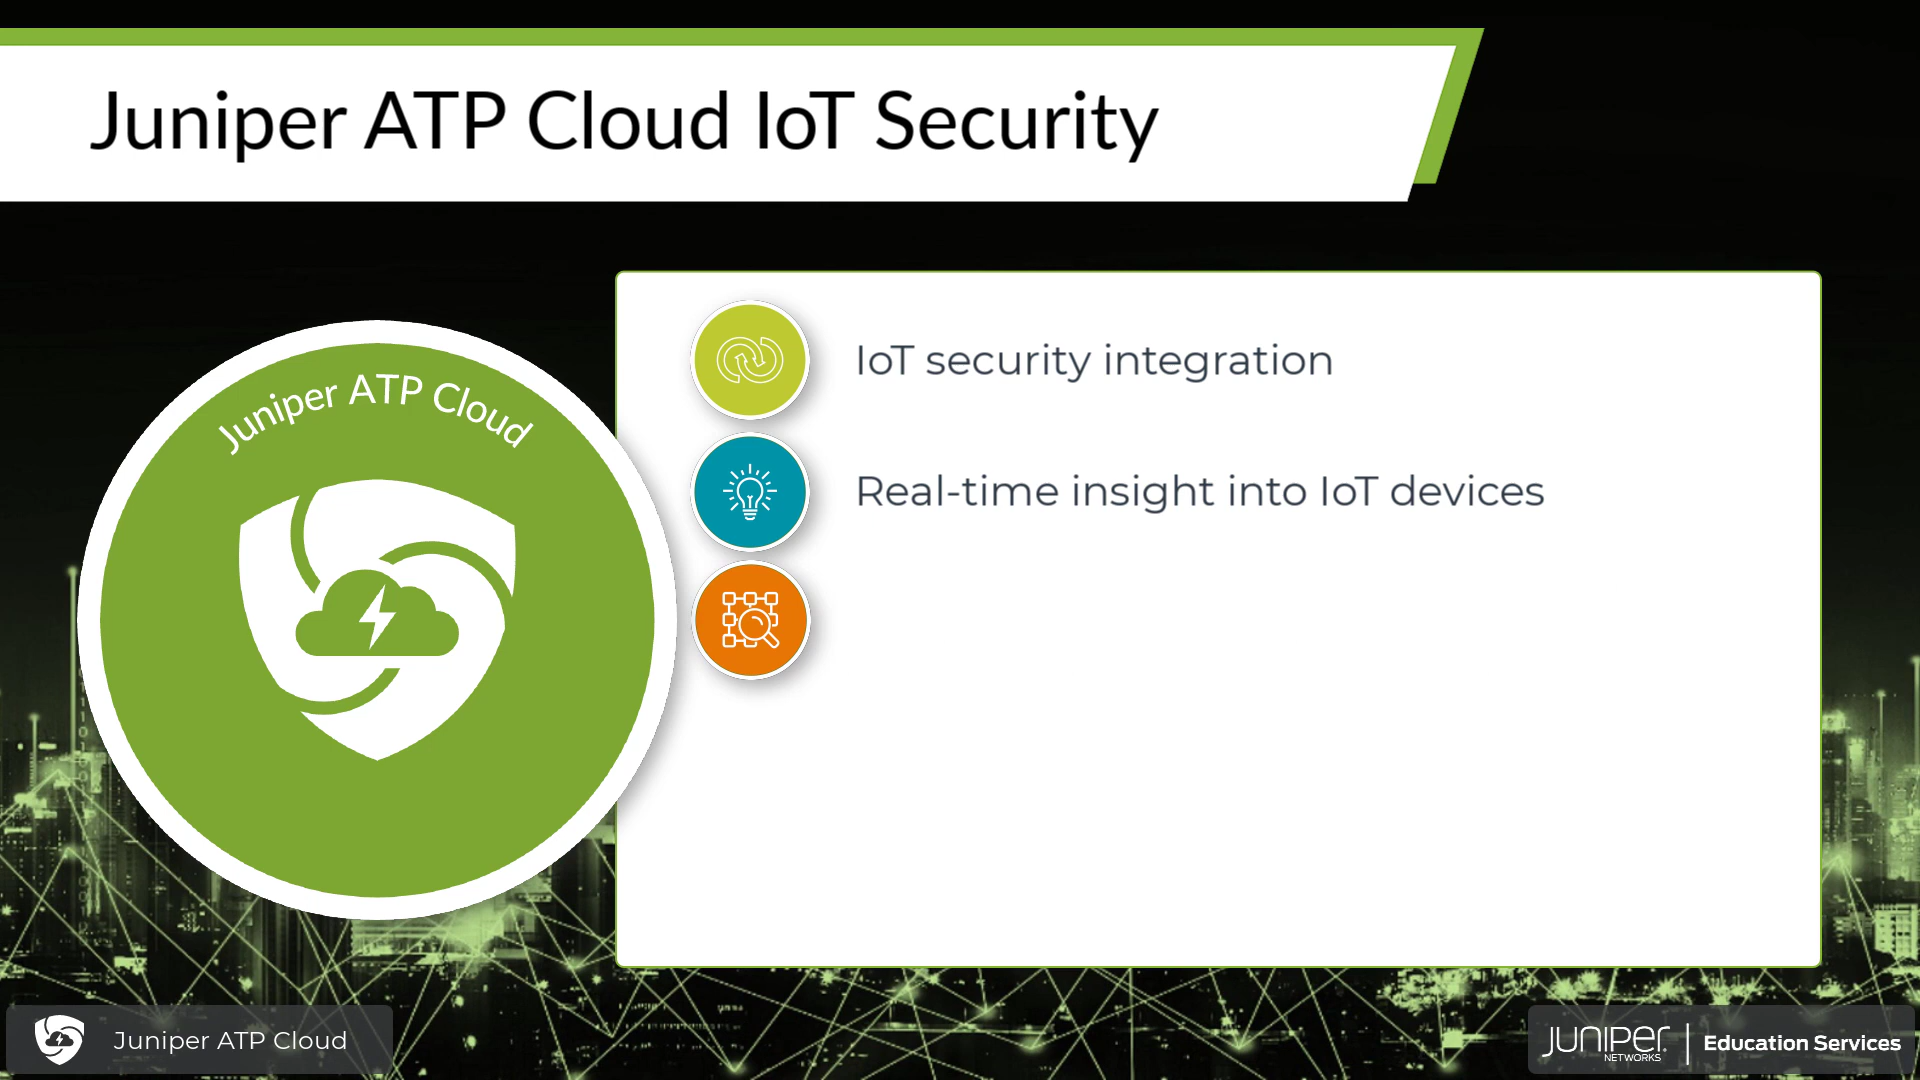 Juniper ATP Cloud IoT Security
Juniper ATP Cloud
IoT security integration
Real-time insight into IoT devices
Juniper ATP Cloud
JUNIPER NETWORKS | Education Services